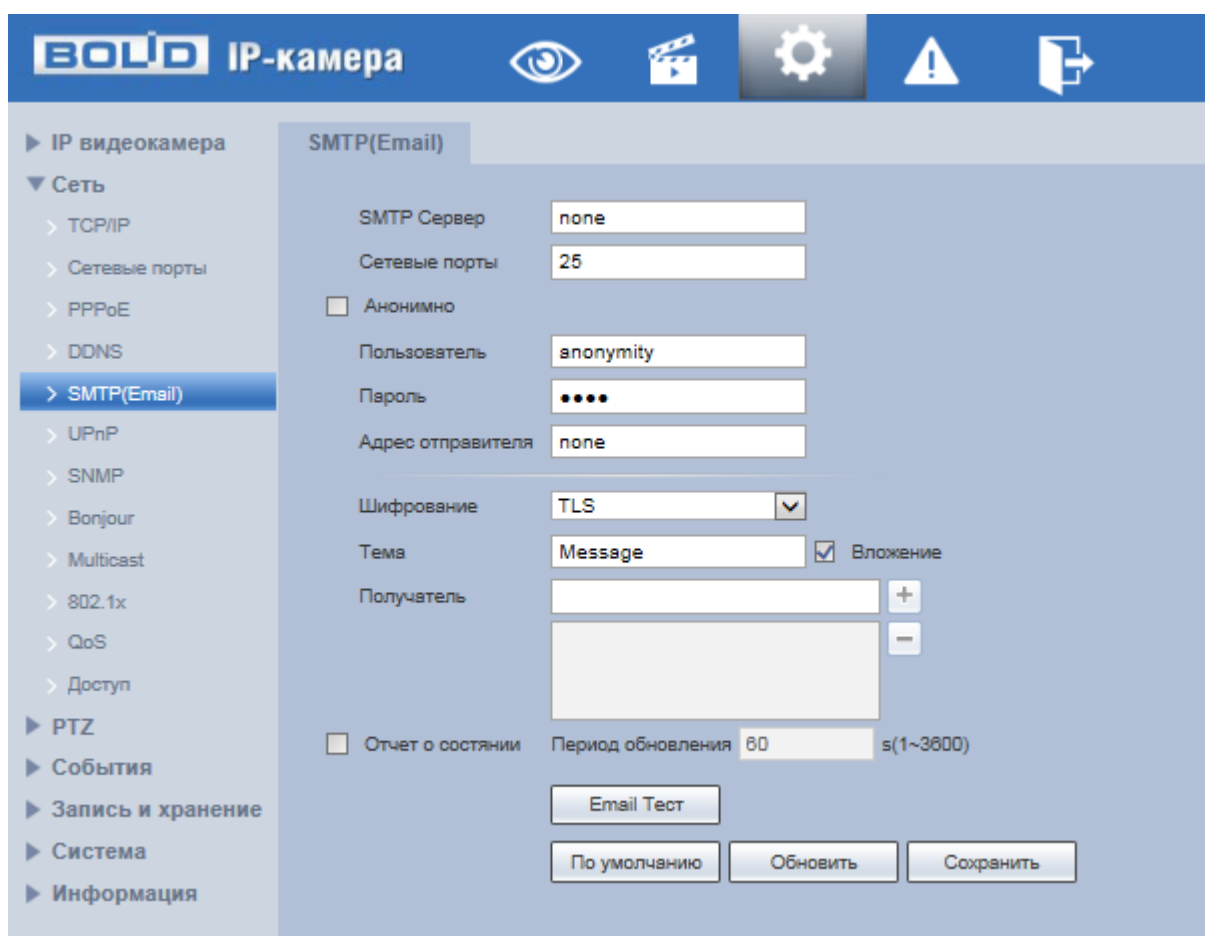 BOLID IP-камера
IP видеокамера
Сеть
TCP/IP
Сетевые порты
PPPoE
DDNS
SMTP(Email)
UPnP
SNMP
Bonjour
Multicast
802.1x
QoS
Доступ
PTZ
События
Запись и хранение
Система
Информация
SMTP(Email)
SMTP Сервер none
Сетевые порты 25
Анонимно
Пользователь anonymity
Пароль ••••
Адрес отправителя none
Шифрование TLS
Тема Message Вложение
Получатель
Отчет о состянии Период обновления 60 s(1~3600)
Email Тест
По умолчанию Обновить Сохранить